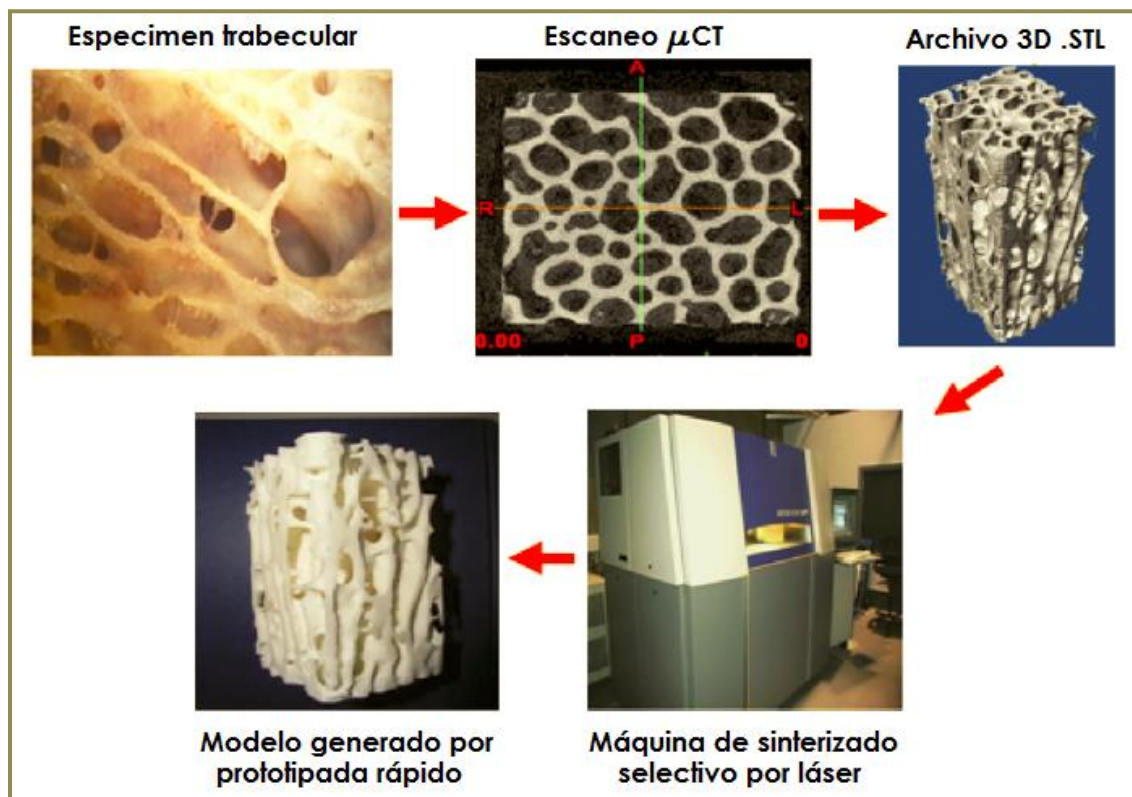 Especimen trabecular
Escaneo μCT
Archivo 3D .STL
A
R
L
0.00
P
0
Modelo generado por
prototipada rápido
Máquina de sinterizado
selectivo por láser